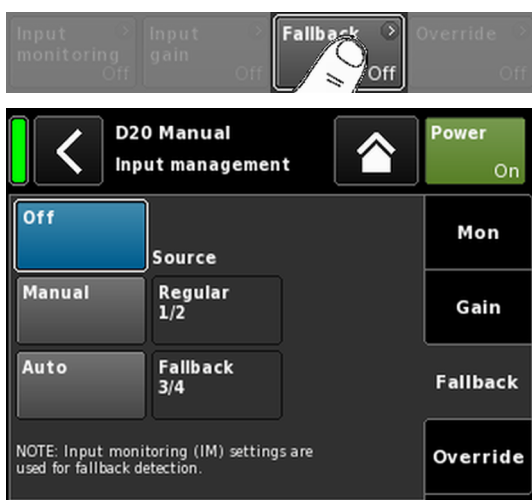 Input
monitoring
Off
Input
gain
Off
Fallback
Off
Override
Off
D20 Manual
Input management
Power
On
Off
Source
Manual
Regular
1/2
Auto
Fallback
3/4
NOTE: Input monitoring (IM) settings are
used for fallback detection.
Mon
Gain
Fallback
Override